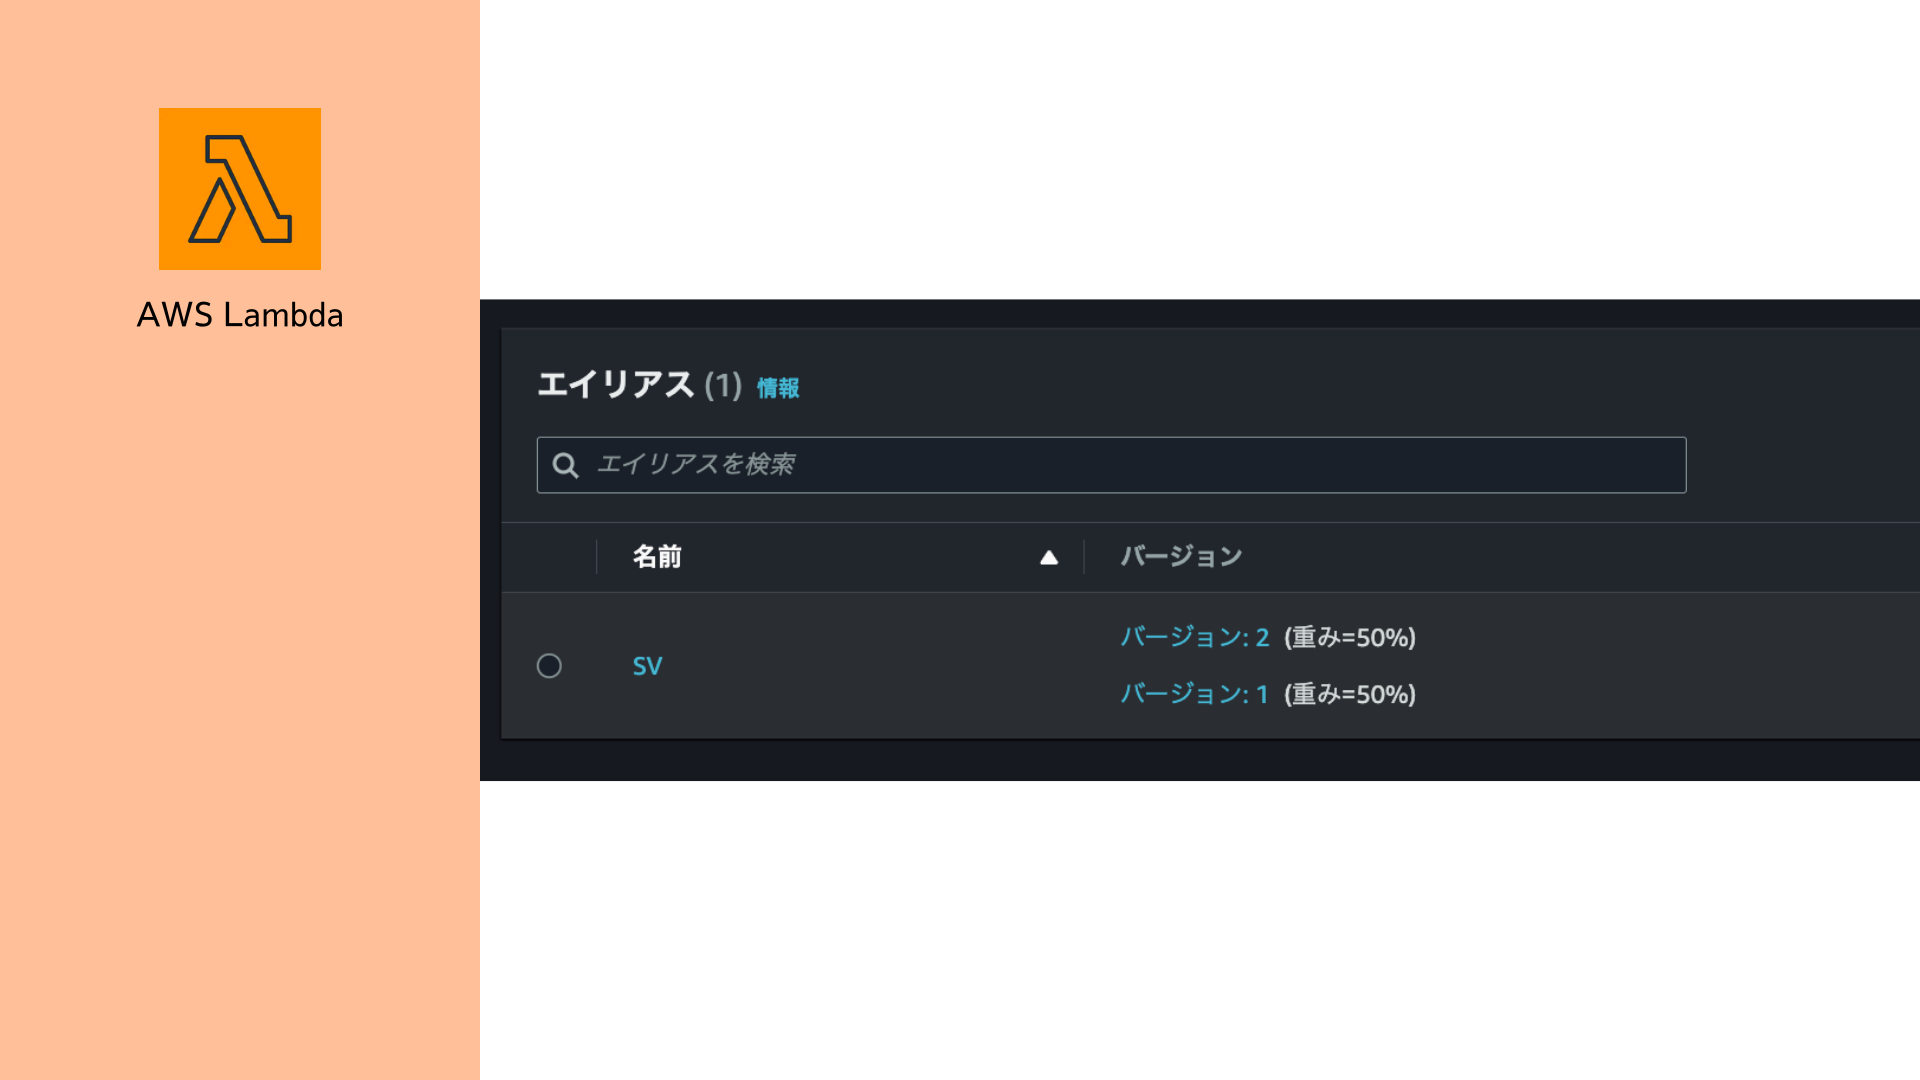 AWS Lambda
エイリアス (1) 情報
エイリアスを検索
名前 バージョン
バージョン: 2 (重み=50%)
SV
バージョン: 1 (重み=50%)